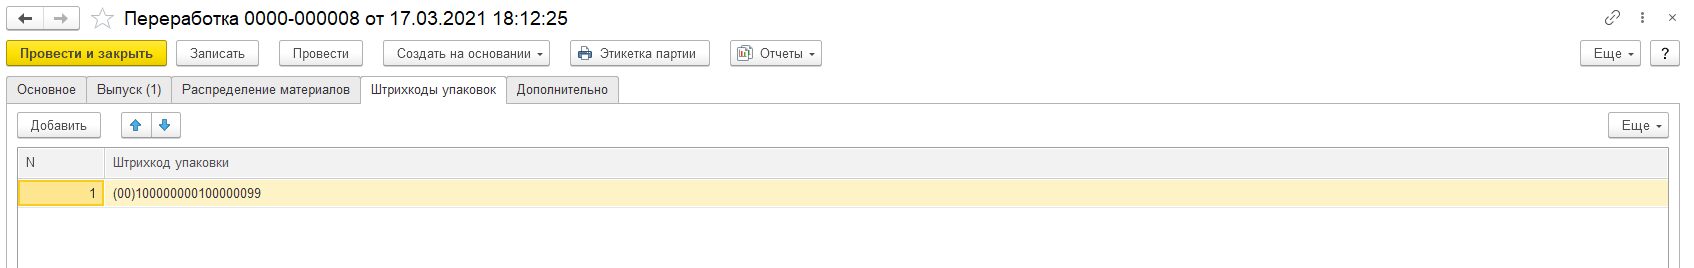 Переработка 0000-000008 от 17.03.2021 18:12:25
Провести и закрыть Записать Провести Создать на основании Этикетка партии Отчеты Еще ?
Основное Выпуск (1) Распределение материалов Штрихкоды упаковок Дополнительно
Добавить Еще
N Штрихкод упаковки
1 (00)100000000100000099